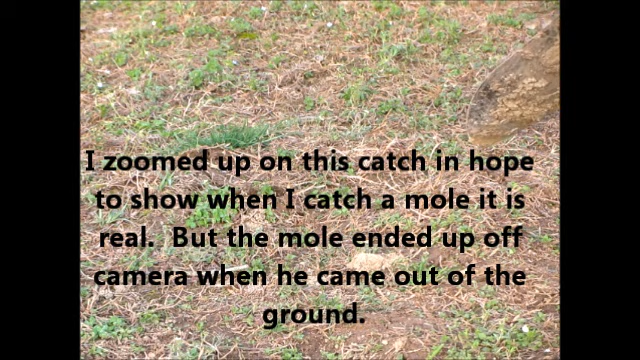 I zoomed up on this catch in hope
to show when I catch a mole it is
real.  But the mole ended up off
camera when he came out of the
ground.